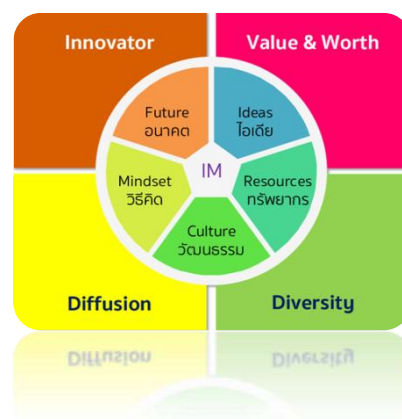 Innovator
Value & Worth
Future
อนาคต
Ideas
ไอเดีย
Mindset
วิธีคิด
IM
Resources
ทรัพยากร
Culture
วัฒนธรรม
Diffusion
Diversity
Diffusion
Diversity